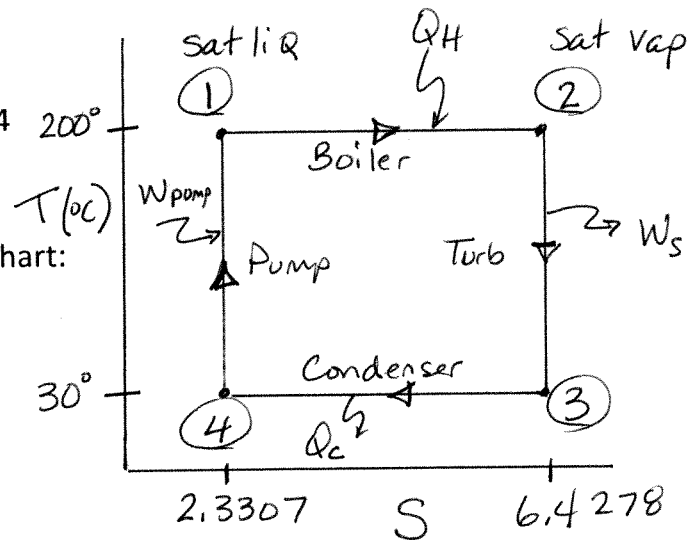 sat liQ
QH
Sat vap
1
2
4
200°
Boiler
T(°C)
Wpump
Ws
hart:
Pump
Turb
Condenser
30°
4
3
Qc
2.3307
S
6.4278